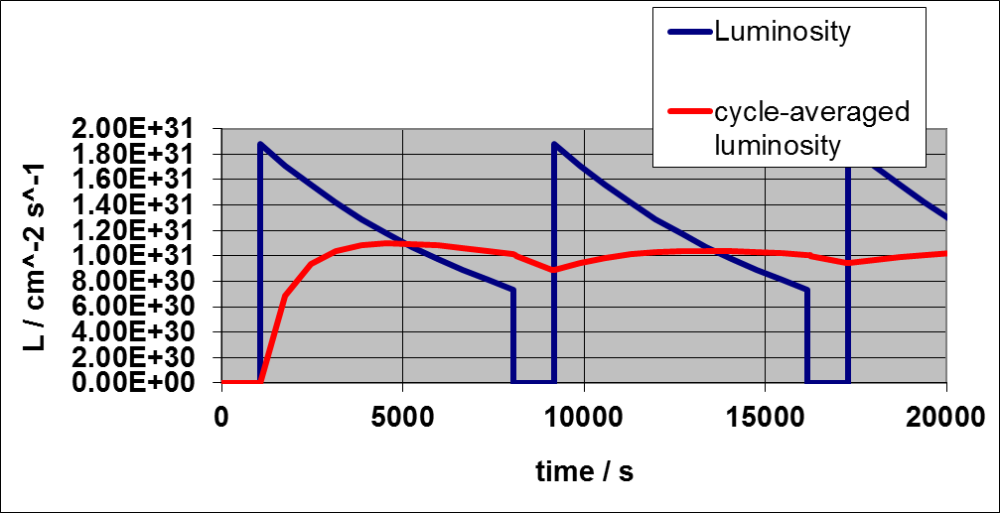 Luminosity
cycle-averaged
luminosity
2.00E+31
1.80E+31
1.60E+31
1.40E+31
1.20E+31
1.00E+31
8.00E+30
6.00E+30
4.00E+30
2.00E+30
0.00E+00
L / cm^-2 s^-1
0 5000 10000 15000 20000
time / s